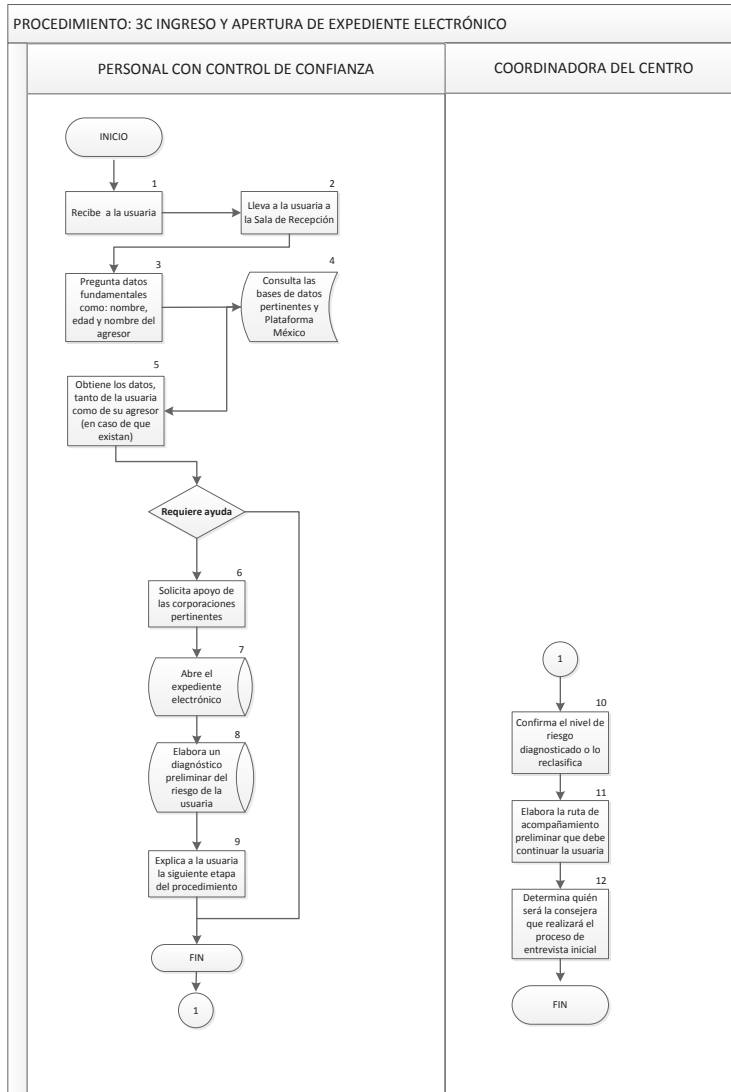 PROCEDIMIENTO: 3C INGRESO Y APERTURA DE EXPEDIENTE ELECTRÓNICO
PERSONAL CON CONTROL DE CONFIANZA
COORDINADORA DEL CENTRO
INICIO
1
Recibe a la usuaria
2
Lleva a la usuaria a
la Sala de Recepción
3
Pregunta datos
fundamentales
como: nombre,
edad y nombre del
agresor
4
Consulta las
bases de datos
pertinentes y
Plataforma
México
5
Obtiene los datos,
tanto de la usuaria
como de su agresor
(en caso de que
existan)
Requiere ayuda
6
Solicita apoyo de
las corporaciones
pertinentes
7
Abre el
expediente
electrónico
8
Elabora un
diagnóstico
preliminar del
riesgo de la
usuaria
9
Explica a la usuaria
la siguiente etapa
del procedimiento
FIN
1
1
10
Confirma el nivel de
riesgo
diagnosticado o lo
reclasifica
11
Elabora la ruta de
acompañamiento
preliminar que debe
continuar la usuaria
12
Determina quién
será la consejera
que realizará el
proceso de
entrevista inicial
FIN